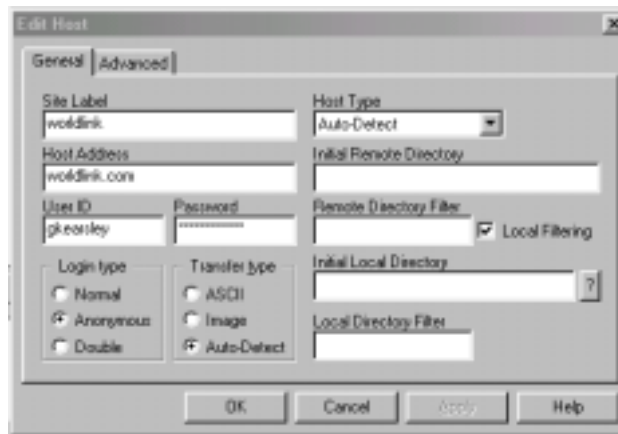 Edit Host
General Advanced
Site Label
worldlink
Host Type
Auto-Detect
Host Address
worldlink.com
Initial Remote Directory
User ID
gkearsley
Password
Remote Directory Filter
Local Filtering
Login type
Normal
Anonymous
Double
Transfer type
ASCII
Image
Auto-Detect
Initial Local Directory
?
Local Directory Filter
OK Cancel Apply Help